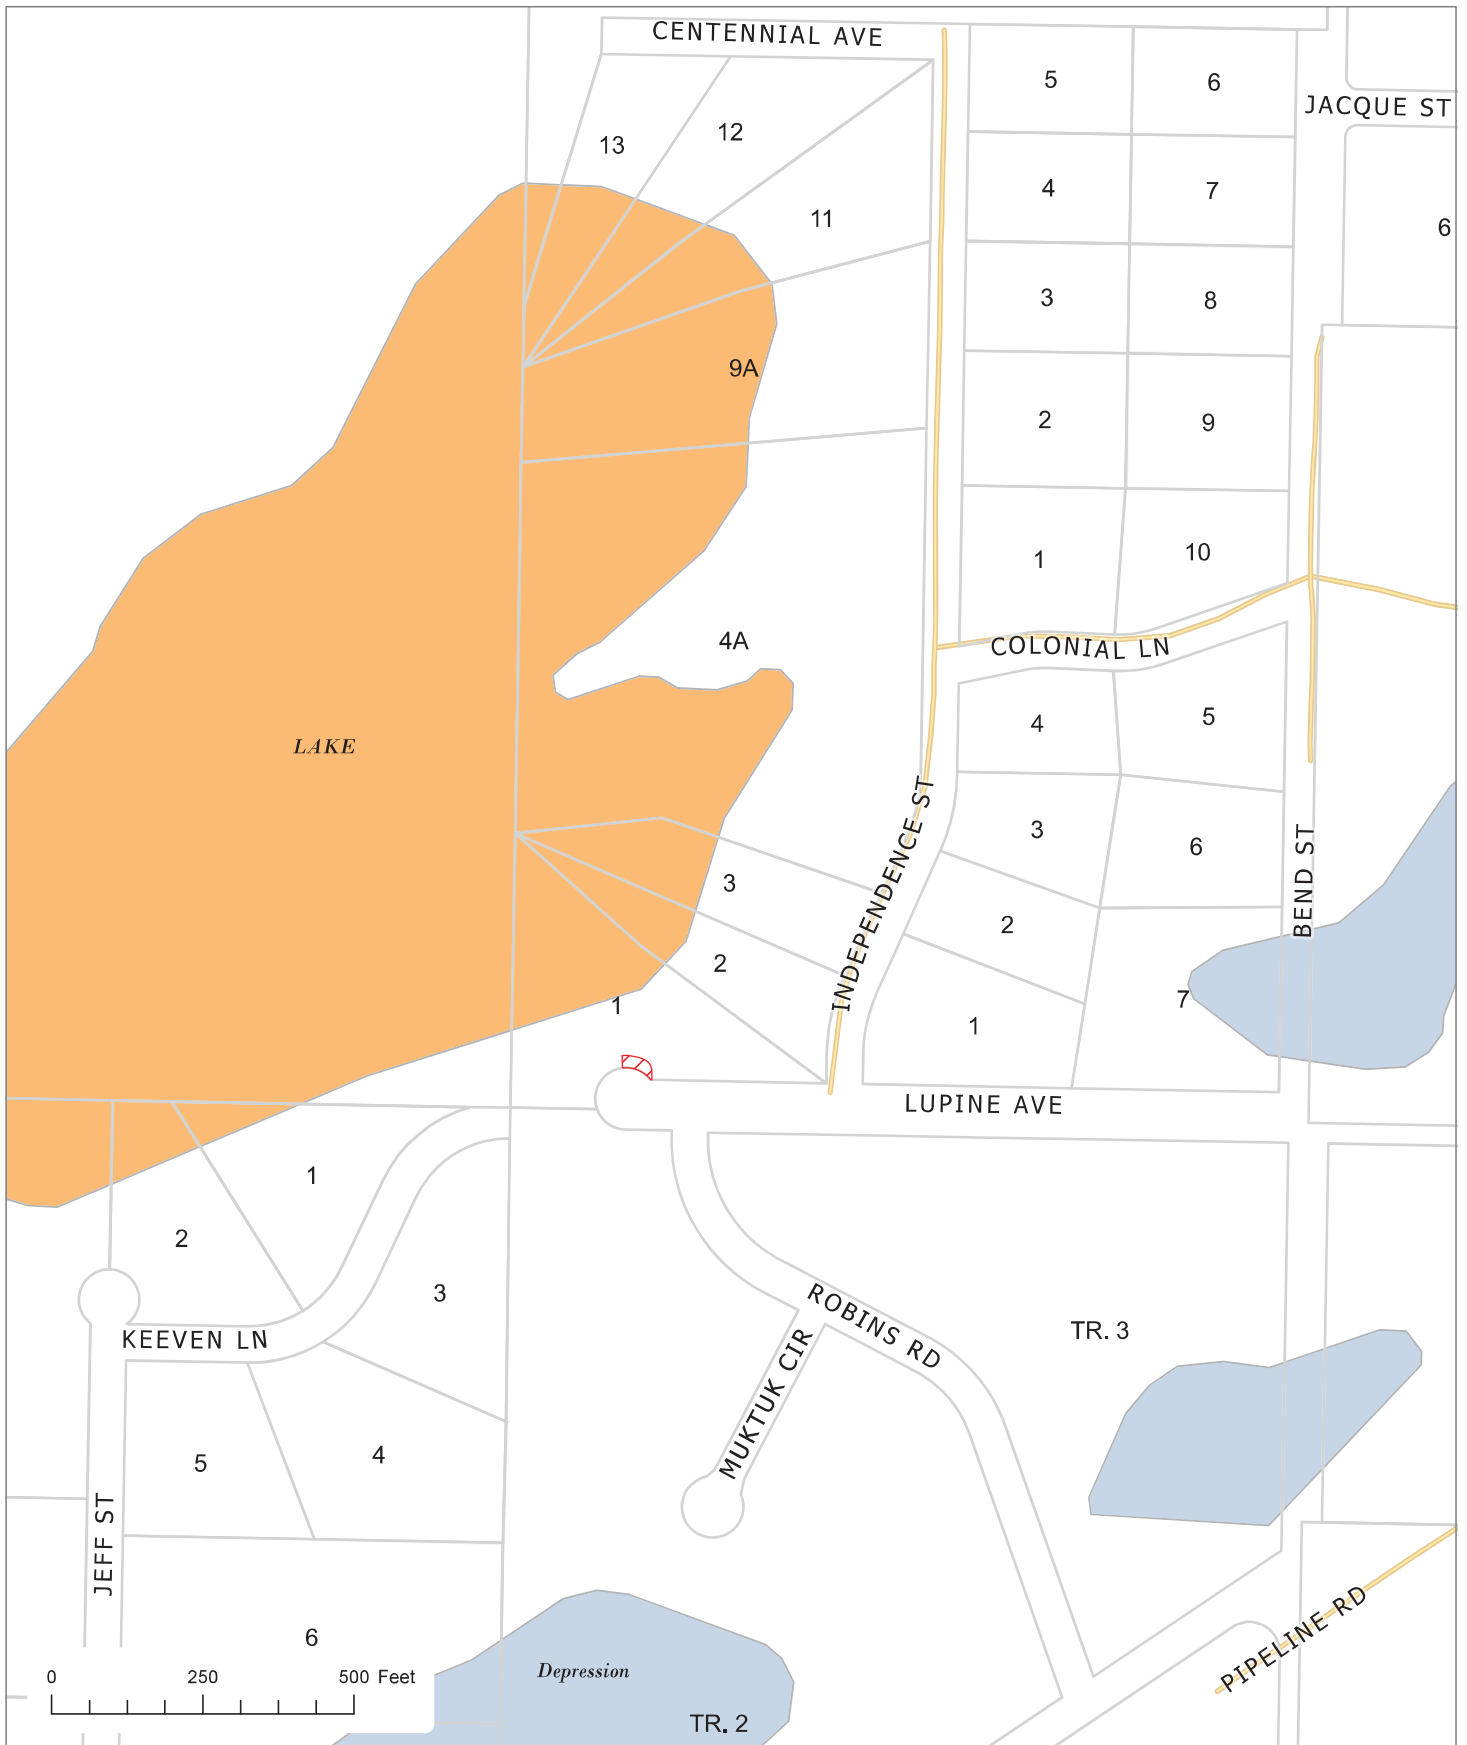 CENTENNIAL AVE
5
6
JACQUE ST
13
12
4
7
11
6
3
8
9A
2
9
1
10
4A
COLONIAL LN
LAKE
4
5
INDEPENDENCE ST
3
6
BEND ST
3
2
2
7
1
1
LUPINE AVE
1
2
3
ROBINS RD
TR. 3
KEEVEN LN
MUKTUK CIR
5
4
JEFF ST
6
PIPELINE RD
0 250 500 Feet
Depression
TR. 2